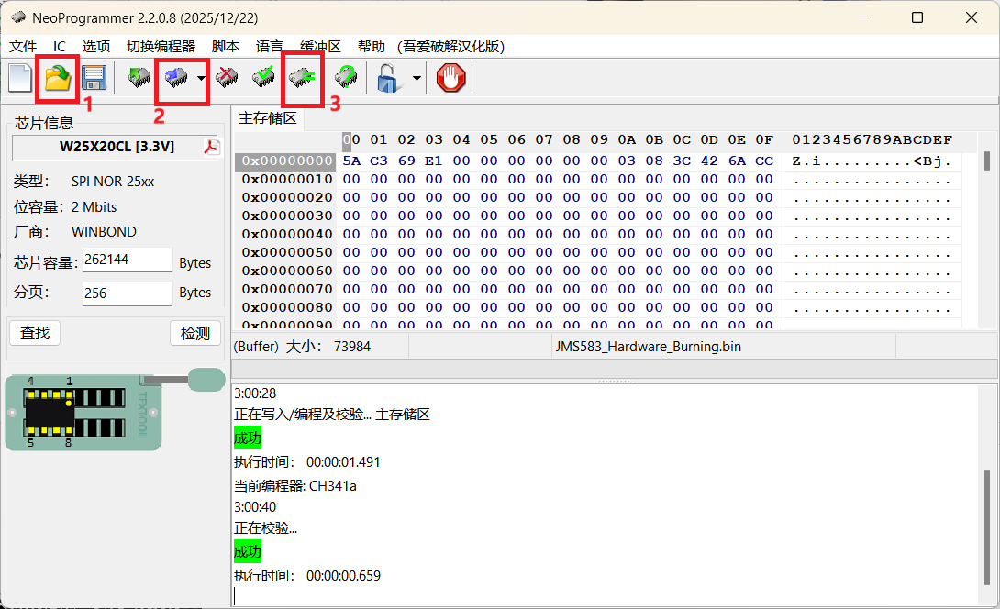 NeoProgrammer 2.2.0.8 (2025/12/22)
文件 IC 选项 切换编程器 脚本 语言 缓冲区 帮助 (吾爱破解汉化版)
1
2
3
芯片信息
W25X20CL [3.3V]
类型： SPI NOR 25xx
位容量： 2 Mbits
厂商： WINBOND
芯片容量： 262144 Bytes
分页： 256 Bytes
查找 检测
4 1
TEXTOOL
5 8
主存储区
00 01 02 03 04 05 06 07 08 09 0A 0B 0C 0D 0E 0F 0123456789ABCDEF
0x00000000 5A C3 69 E1 00 00 00 00 00 00 03 08 3C 42 6A CC Z.i.........<Bj.
0x00000010 00 00 00 00 00 00 00 00 00 00 00 00 00 00 00 00 ................
0x00000020 00 00 00 00 00 00 00 00 00 00 00 00 00 00 00 00 ................
0x00000030 00 00 00 00 00 00 00 00 00 00 00 00 00 00 00 00 ................
0x00000040 00 00 00 00 00 00 00 00 00 00 00 00 00 00 00 00 ................
0x00000050 00 00 00 00 00 00 00 00 00 00 00 00 00 00 00 00 ................
0x00000060 00 00 00 00 00 00 00 00 00 00 00 00 00 00 00 00 ................
0x00000070 00 00 00 00 00 00 00 00 00 00 00 00 00 00 00 00 ................
0x00000080 00 00 00 00 00 00 00 00 00 00 00 00 00 00 00 00 ................
0x00000090 00 00 00 00 00 00 00 00 00 00 00 00 00 00 00 00
(Buffer) 大小： 73984 JMS583_Hardware_Burning.bin
3:00:28
正在写入/编程及校验... 主存储区
成功
执行时间： 00:00:01.491
当前编程器: CH341a
3:00:40
正在校验...
成功
执行时间： 00:00:00.659